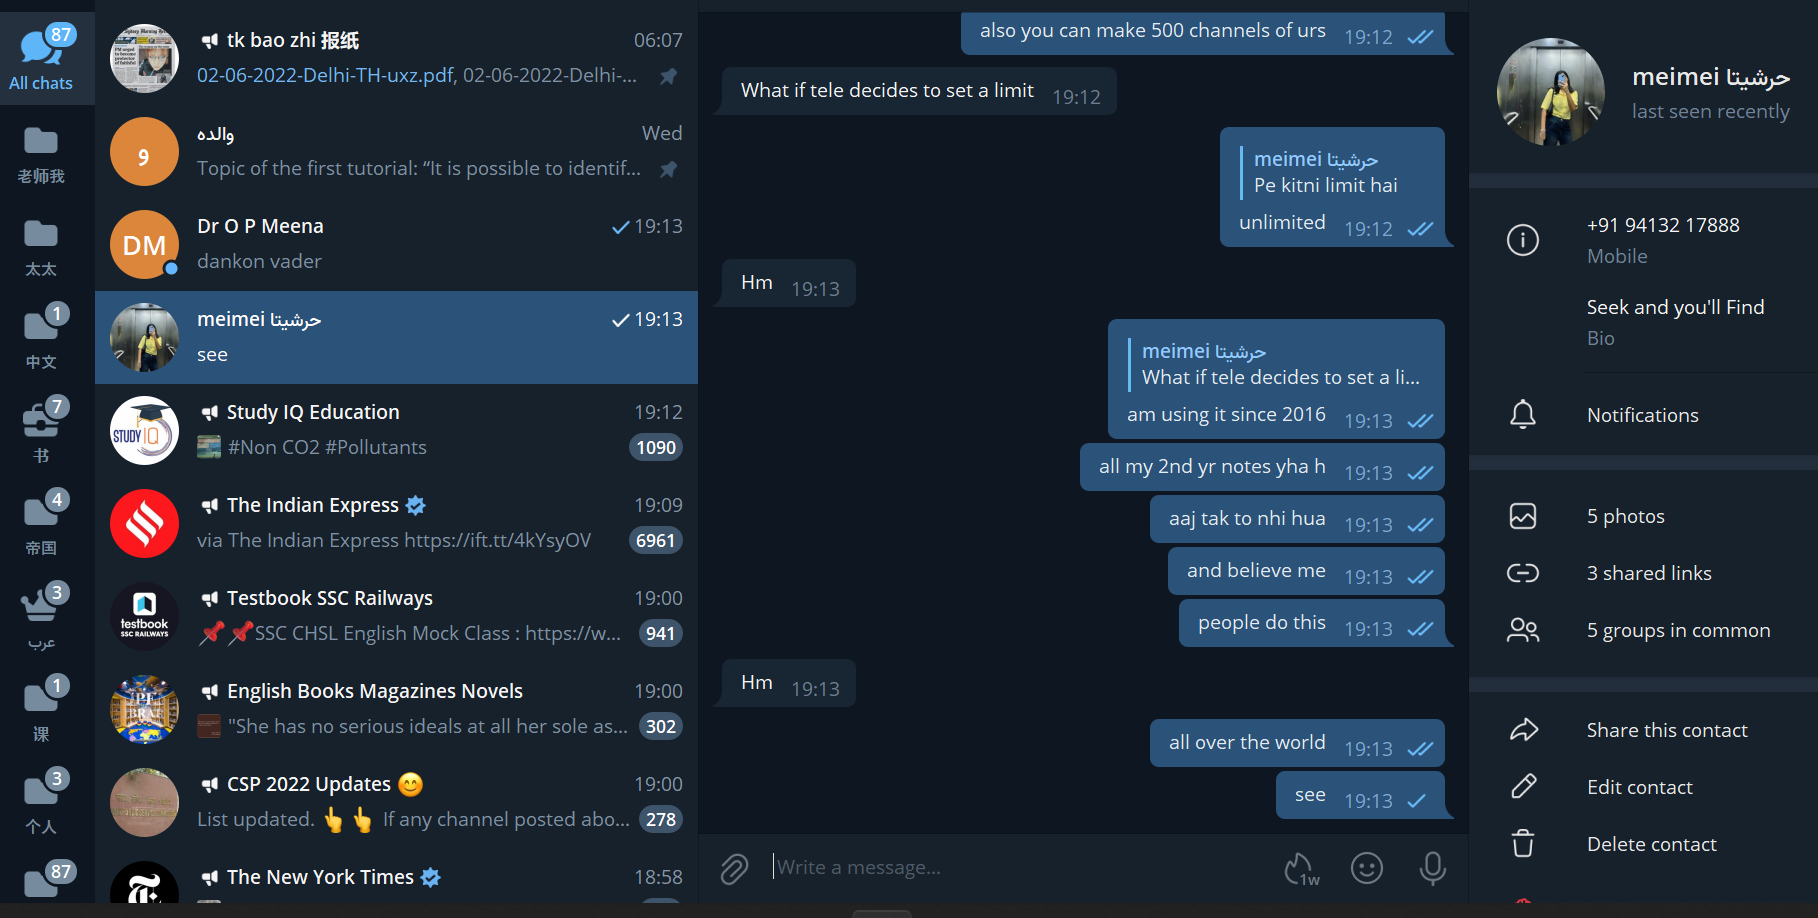 87
All chats
老师我
太太
1
中文
7
书
4
帝国
3
عرب
1
课
3
个人
87
tk bao zhi 报纸 06:07
02-06-2022-Delhi-TH-uxz.pdf, 02-06-2022-Delhi-...
والده Wed
و
Topic of the first tutorial: “It is possible to identif...
DM
Dr O P Meena 19:13
dankon vader
meimei حرشيتا 19:13
see
STUDY IQ
Study IQ Education 19:12
#Non CO2 #Pollutants 1090
The Indian Express 19:09
via The Indian Express https://ift.tt/4kYsyOV 6961
testbook
SSC RAILWAYS
Testbook SSC Railways 19:00
📌📌SSC CHSL English Mock Class : https://w... 941
English Books Magazines Novels 19:00
"She has no serious ideals at all her sole as... 302
CSP 2022 Updates 😊 19:00
List updated. 👆👆 If any channel posted abo... 278
The New York Times 18:58
also you can make 500 channels of urs 19:12
What if tele decides to set a limit 19:12
meimei حرشيتا
Pe kitni limit hai
unlimited 19:12
Hm 19:13
meimei حرشيتا
What if tele decides to set a li...
am using it since 2016 19:13
all my 2nd yr notes yha h 19:13
aaj tak to nhi hua 19:13
and believe me 19:13
people do this 19:13
Hm 19:13
all over the world 19:13
see 19:13
Write a message...
1w
meimei حرشيتا
last seen recently
+91 94132 17888
Mobile
Seek and you'll Find
Bio
Notifications
5 photos
3 shared links
5 groups in common
Share this contact
Edit contact
Delete contact